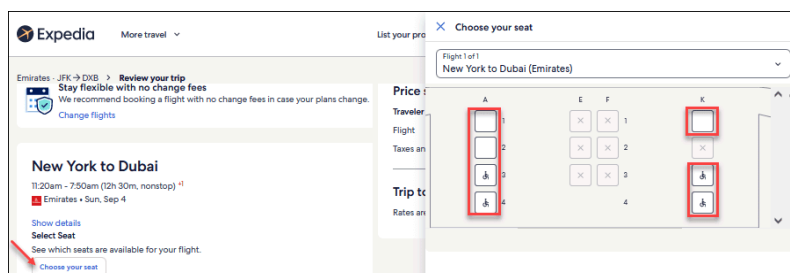 Expedia
More travel
List your pro
Emirates · JFK → DXB > Review your trip
Stay flexible with no change fees
We recommend booking a flight with no change fees in case your plans change.
Change flights
Price s
Traveler
Flight
Taxes an
New York to Dubai
11:20am - 7:50am (12h 30m, nonstop) +1
Emirates • Sun, Sep 4
Trip to
Rates are
Show details
Select Seat
See which seats are available for your flight.
Choose your seat
Choose your seat
Flight 1 of 1
New York to Dubai (Emirates)
A E F K
1 1
2 2
3 3
4 4